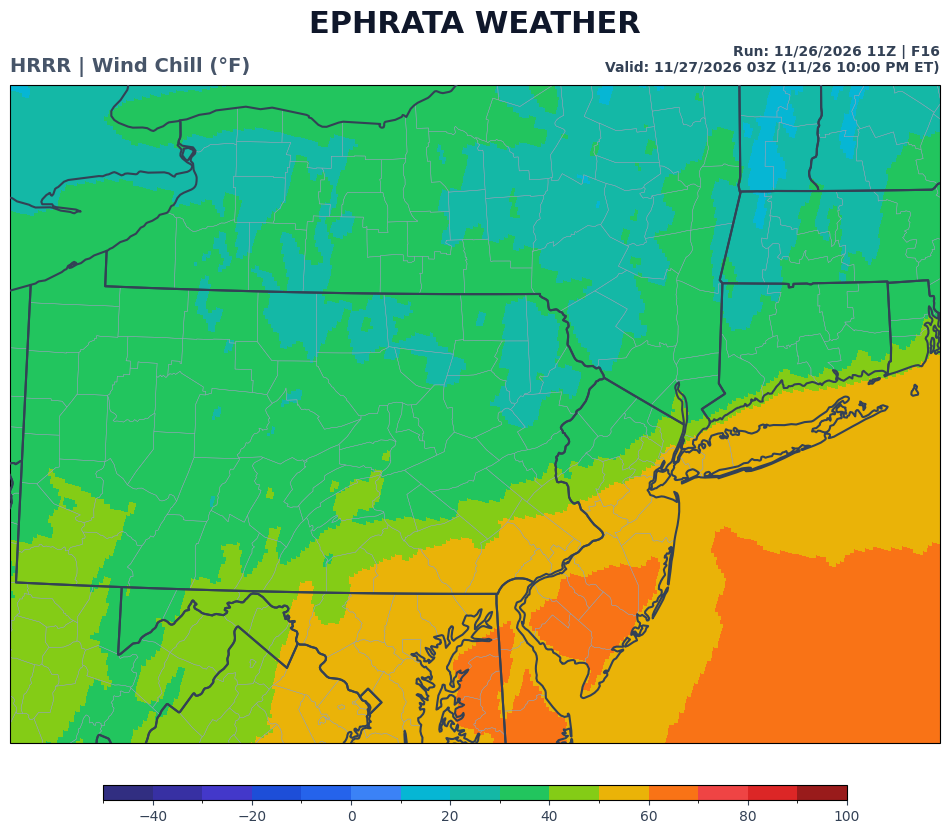 EPHRATA WEATHER
HRRR | Wind Chill (°F)
Run: 11/26/2026 11Z | F16
Valid: 11/27/2026 03Z (11/26 10:00 PM ET)
−40 −20 0 20 40 60 80 100